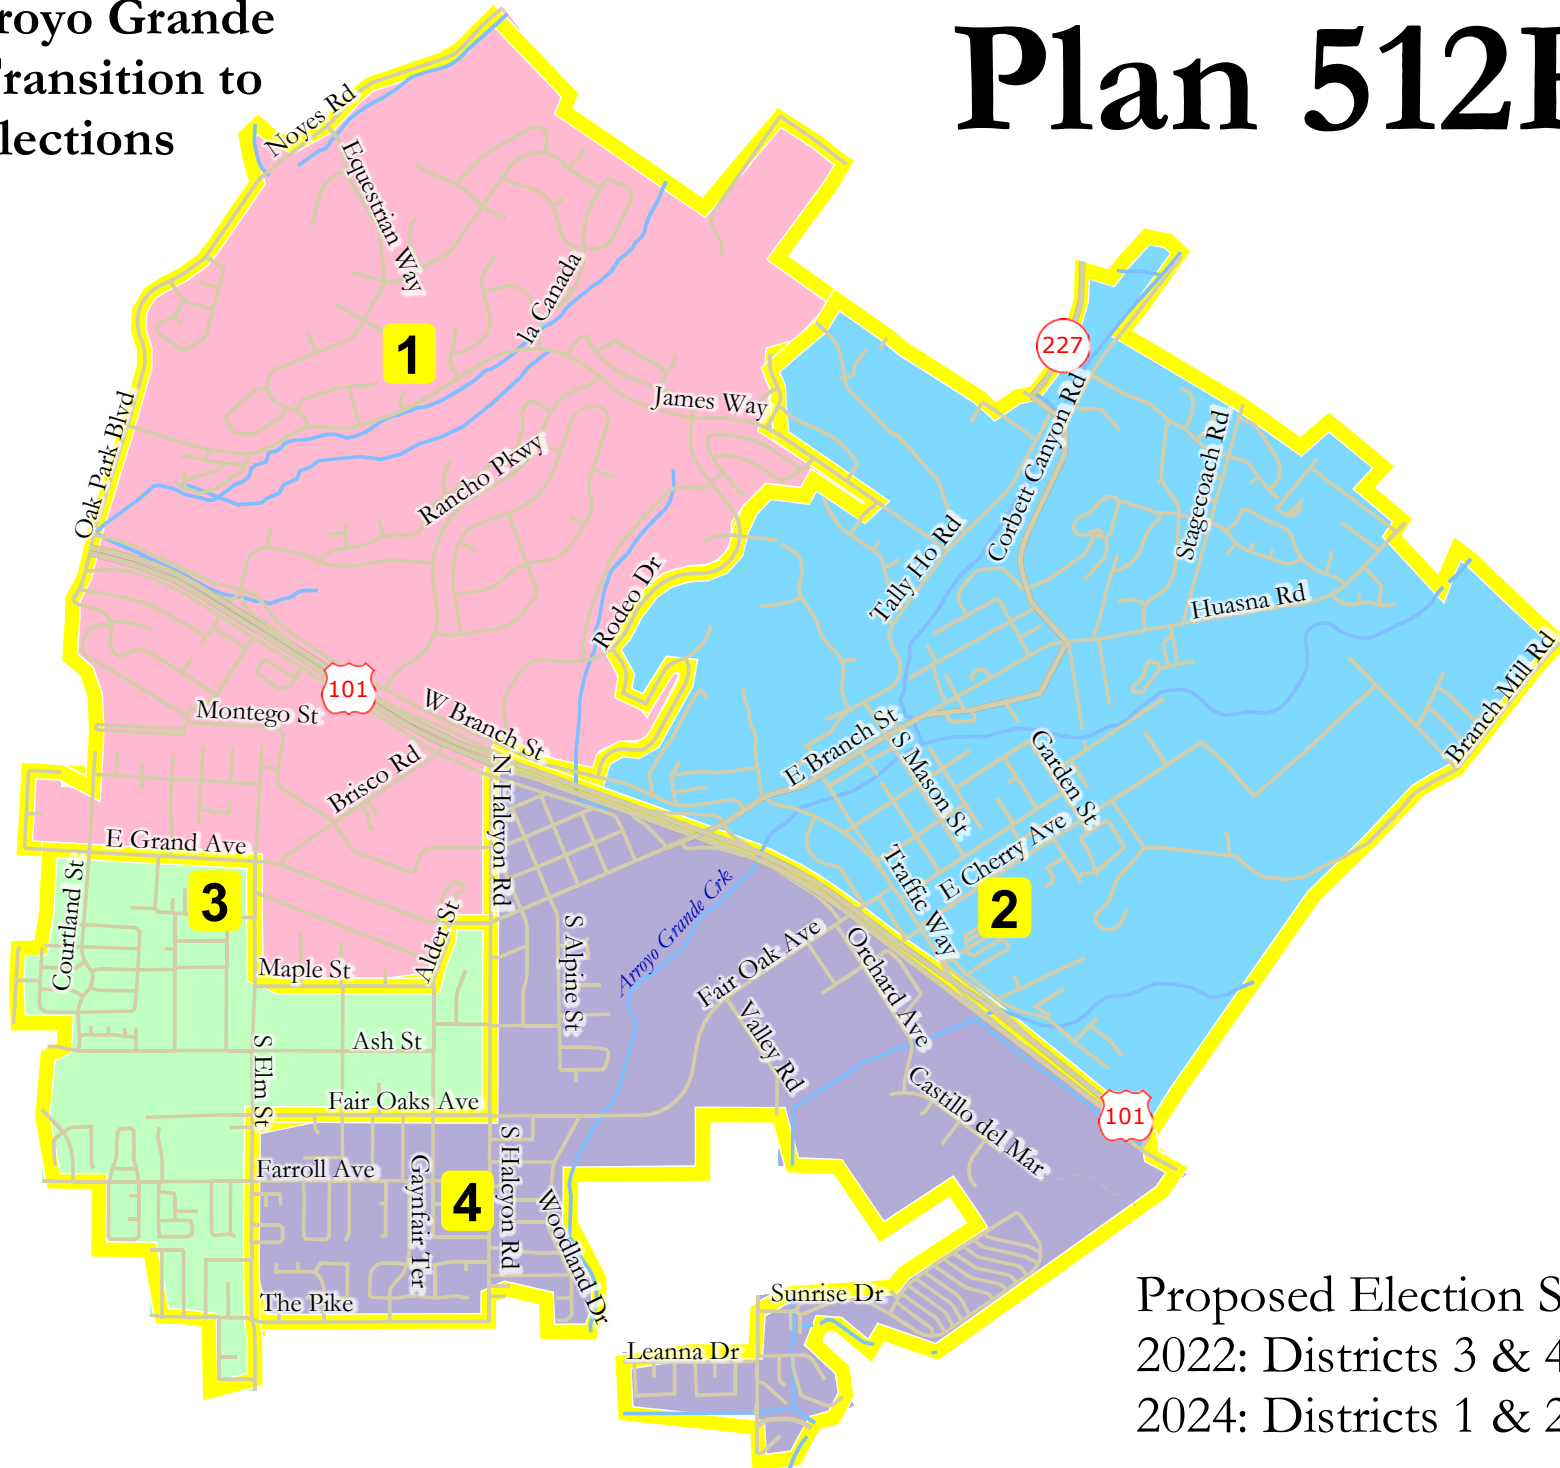 royo Grande
Transition to
lections
Plan 512
Noyes Rd
Equestrian Way
la Canada
1
227
James Way
Oak Park Blvd
Rancho Pkwy
Corbett Canyon Rd
Stagecoach Rd
Tally Ho Rd
Huasna Rd
Rodeo Dr
Branch Mill Rd
101
Montego St
W Branch St
E Branch St
S Mason St
Garden St
Brisco Rd
N Halcyon Rd
E Grand Ave
E Cherry Ave
Traffic Way
2
3
Courtland St
Alder St
S Alpine St
Arroyo Grande Crk
Fair Oak Ave
Orchard Ave
Maple St
Valley Rd
Ash St
S Elm St
Fair Oaks Ave
Castillo del Mar
101
Farroll Ave
Gaynfair Ter
4
S Halcyon Rd
Woodland Dr
The Pike
Sunrise Dr
Leanna Dr
Proposed Election S
2022: Districts 3 & 4
2024: Districts 1 & 2